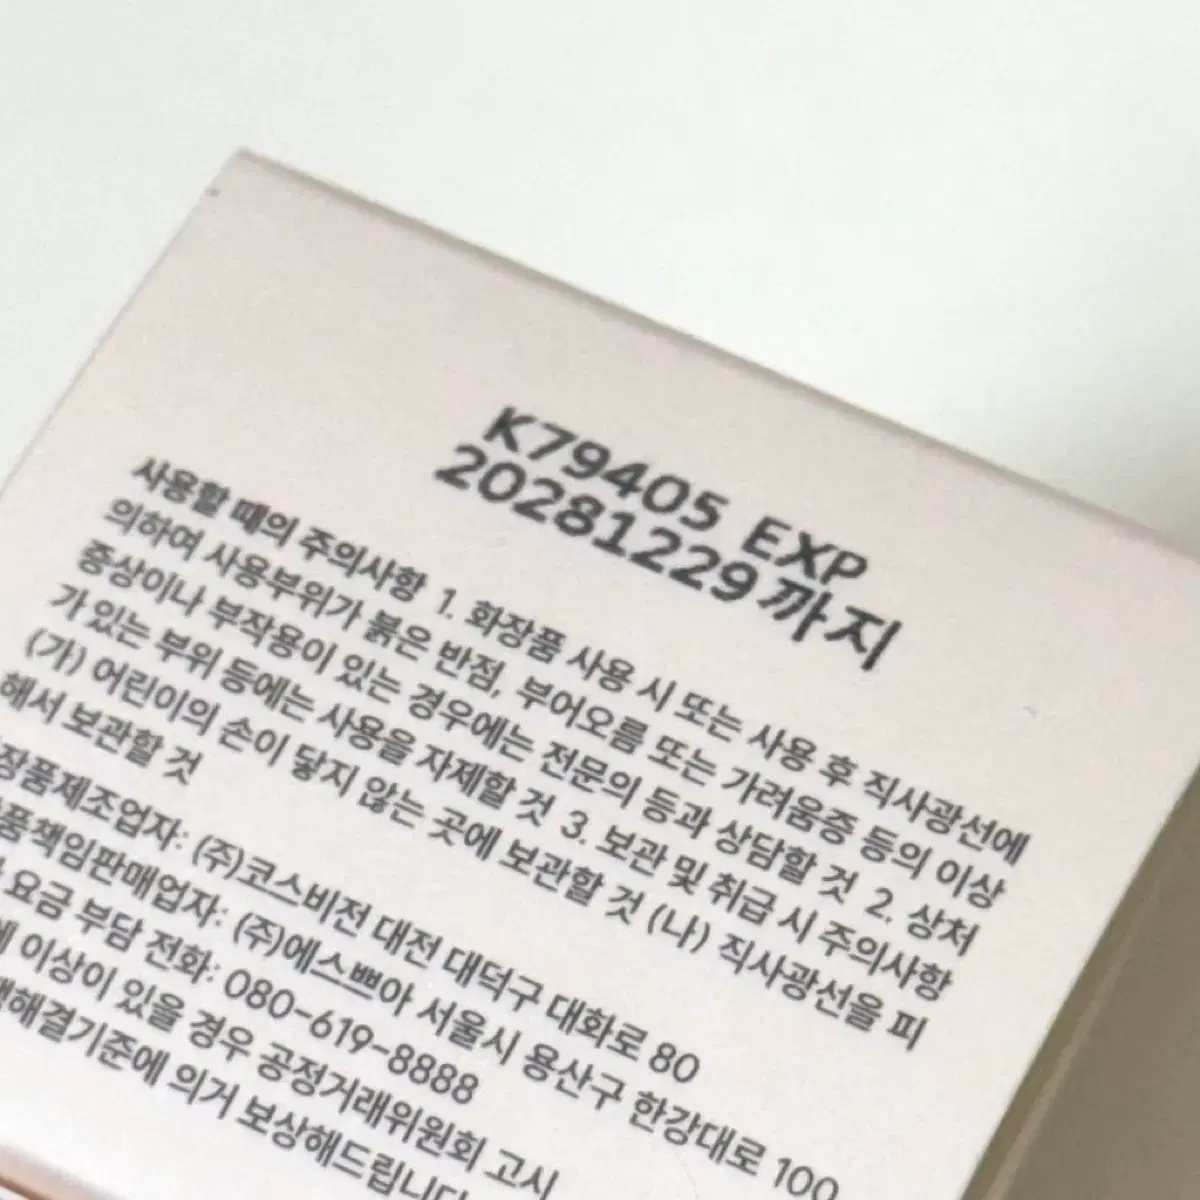 K79405 EXP
20281229까지
사용할 때의 주의사항 1. 화장품 사용 시 또는 사용 후 직사광선에
의하여 사용부위가 붉은 반점, 부어오름 또는 가려움증 등의 이상
증상이나 부작용이 있는 경우에는 전문의 등과 상담할 것 2. 상처
가 있는 부위 등에는 사용을 자제할 것 3. 보관 및 취급 시 주의사항
(가) 어린이의 손이 닿지 않는 곳에 보관할 것 (나) 직사광선을 피
해서 보관할 것
장품제조업자: (주)코스비전 대전 대덕구 대화로 80
품책임판매업자: (주)에스쁘아 서울시 용산구 한강대로 100
요금 부담 전화: 080-619-8888
에 이상이 있을 경우 공정거래위원회 고시
해결기준에 의거 보상해드립니다